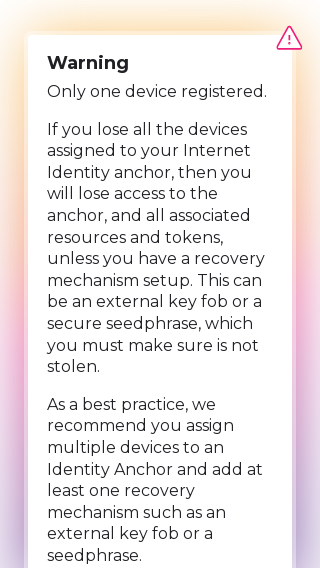 Warning
Only one device registered.
If you lose all the devices
assigned to your Internet
Identity anchor, then you
will lose access to the
anchor, and all associated
resources and tokens,
unless you have a recovery
mechanism setup. This can
be an external key fob or a
secure seedphrase, which
you must make sure is not
stolen.
As a best practice, we
recommend you assign
multiple devices to an
Identity Anchor and add at
least one recovery
mechanism such as an
external key fob or a
seedphrase.